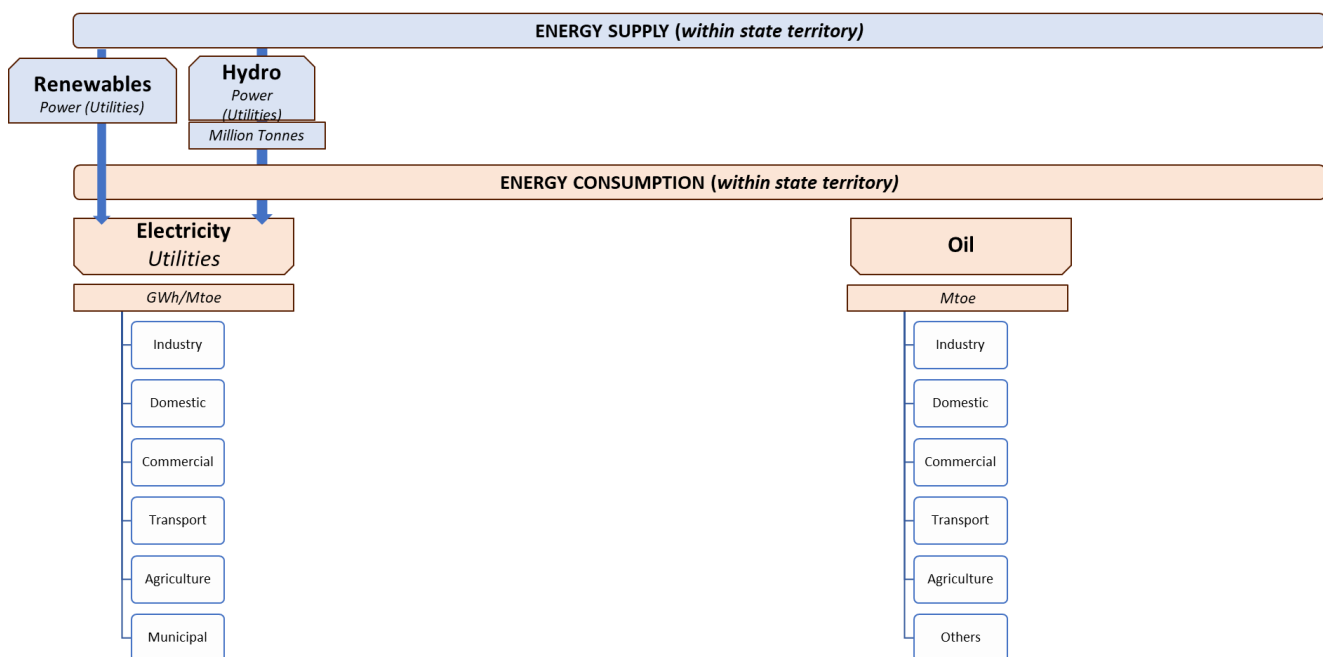 ENERGY SUPPLY (within state territory)
Renewables
Power (Utilities)
Hydro
Power
(Utilities)
Million Tonnes
ENERGY CONSUMPTION (within state territory)
Electricity
Utilities
GWh/Mtoe
Industry
Domestic
Commercial
Transport
Agriculture
Municipal
Oil
Mtoe
Industry
Domestic
Commercial
Transport
Agriculture
Others